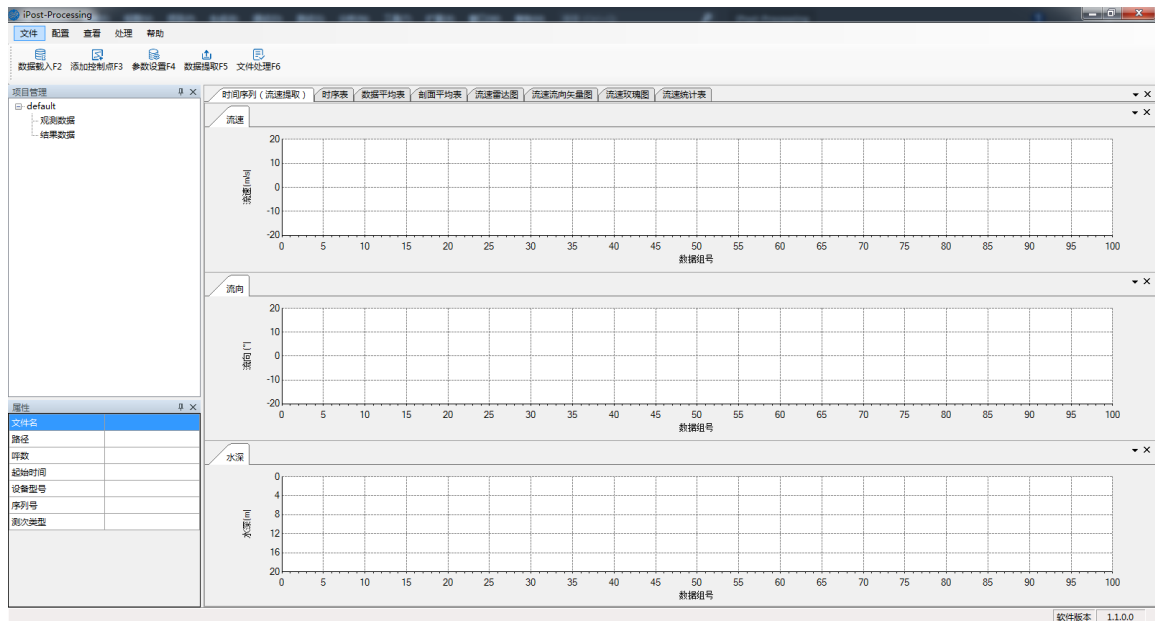 iPost-Processing
文件 配置 查看 处理 帮助
数据载入F2 添加控制点F3 参数设置F4 数据提取F5 文件处理F6
项目管理
default
观测数据
结果数据
属性
文件名
路径
呯数
起始时间
设备型号
序列号
测次类型
时间序列（流速提取） 时序表 数据平均表 剖面平均表 流速雷达图 流速流向矢量图 流速玫瑰图 流速统计表
流速
流速[m/s]
20
10
0
-10
-20
0 5 10 15 20 25 30 35 40 45 50 55 60 65 70 75 80 85 90 95 100
数据组号
流向
流向 [°]
20
10
0
-10
-20
0 5 10 15 20 25 30 35 40 45 50 55 60 65 70 75 80 85 90 95 100
数据组号
水深
水深[m]
0
4
8
12
16
20
0 5 10 15 20 25 30 35 40 45 50 55 60 65 70 75 80 85 90 95 100
数据组号
软件版本 1.1.0.0